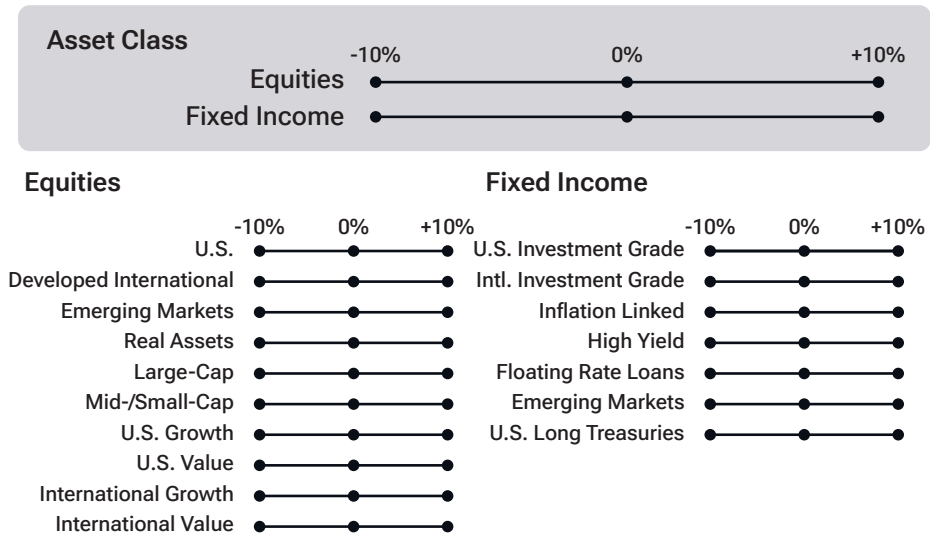 Asset Class
-10% 0% +10%
Equities
Fixed Income
Equities
-10% 0% +10%
U.S.
Developed International
Emerging Markets
Real Assets
Large-Cap
Mid-/Small-Cap
U.S. Growth
U.S. Value
International Growth
International Value
Fixed Income
-10% 0% +10%
U.S. Investment Grade
Intl. Investment Grade
Inflation Linked
High Yield
Floating Rate Loans
Emerging Markets
U.S. Long Treasuries